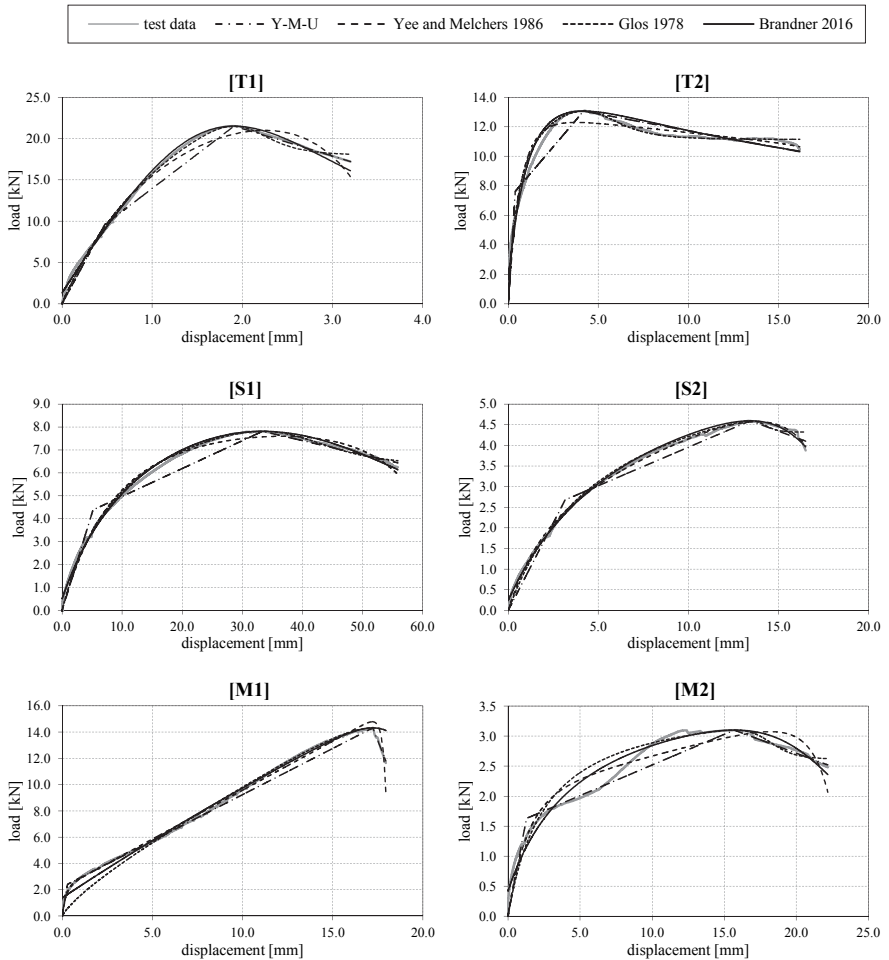 test data Y-M-U Yee and Melchers 1986 Glos 1978 Brandner 2016
[T1]
25.0
20.0
15.0
10.0
5.0
0.0
load [kN]
0.0 1.0 2.0 3.0 4.0
displacement [mm]
[T2]
14.0
12.0
10.0
8.0
6.0
4.0
2.0
0.0
load [kN]
0.0 5.0 10.0 15.0 20.0
displacement [mm]
[S1]
9.0
8.0
7.0
6.0
5.0
4.0
3.0
2.0
1.0
0.0
load [kN]
0.0 10.0 20.0 30.0 40.0 50.0 60.0
displacement [mm]
[S2]
5.0
4.5
4.0
3.5
3.0
2.5
2.0
1.5
1.0
0.5
0.0
load [kN]
0.0 5.0 10.0 15.0 20.0
displacement [mm]
[M1]
16.0
14.0
12.0
10.0
8.0
6.0
4.0
2.0
0.0
load [kN]
0.0 5.0 10.0 15.0 20.0
displacement [mm]
[M2]
3.5
3.0
2.5
2.0
1.5
1.0
0.5
0.0
load [kN]
0.0 5.0 10.0 15.0 20.0 25.0
displacement [mm]